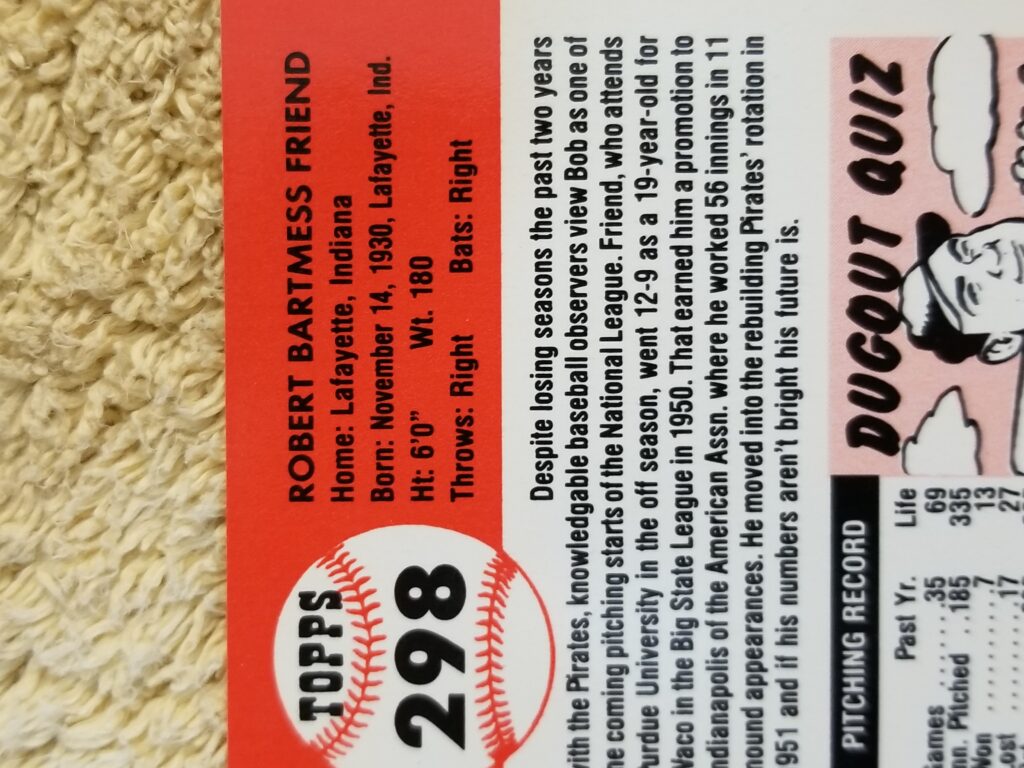 TOPPS
298
ROBERT BARTMESS FRIEND
Home: Lafayette, Indiana
Born: November 14, 1930, Lafayette, Ind.
Ht: 6'0" Wt. 180
Throws: Right Bats: Right
Despite losing seasons the past two years
with the Pirates, knowledgable baseball observers view Bob as one of
he coming pitching starts of the National League. Friend, who attends
Purdue University in the off season, went 12-9 as a 19-year-old for
Waco in the Big State League in 1950. That earned him a promotion to
ndianapolis of the American Assn. where he worked 56 innings in 11
mound appearances. He moved into the rebuilding Pirates' rotation in
951 and if his numbers aren't bright his future is.
PITCHING RECORD
Past Yr. Life
Games .35 69
nn. Pitched ..185 335
Won .7 13
Lost .17 27
DUGOUT QUIZ